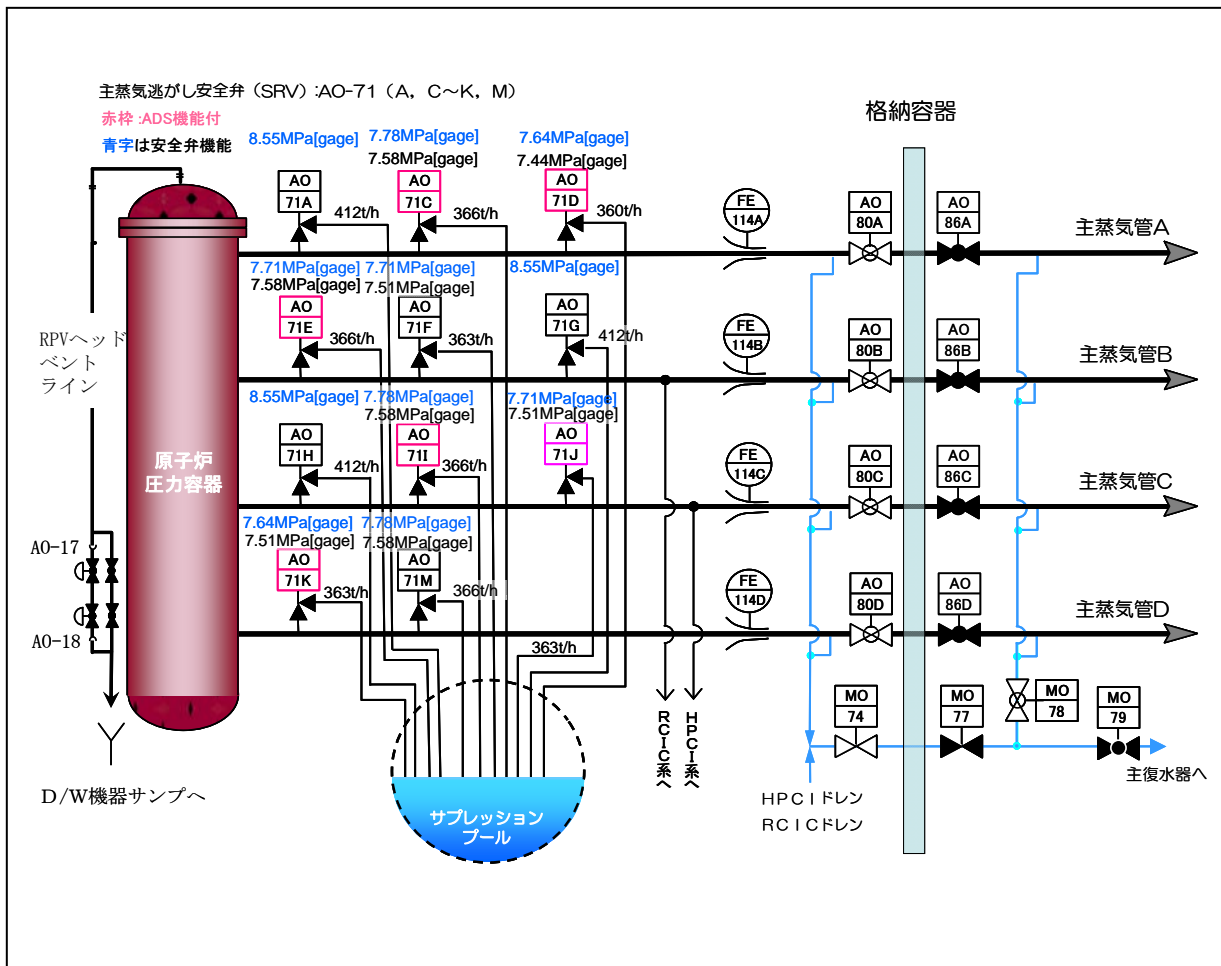 主蒸気逃がし安全弁（SRV）:AO-71（A，C～K，M）
赤枠 :ADS機能付
青字は安全弁機能
格納容器
8.55MPa[gage]
7.78MPa[gage]
7.58MPa[gage]
7.64MPa[gage]
7.44MPa[gage]
AO
71A
412t/h
AO
71C
366t/h
AO
71D
360t/h
FE
114A
AO
80A
AO
86A
主蒸気管A
7.71MPa[gage]
7.58MPa[gage]
7.71MPa[gage]
7.51MPa[gage]
8.55MPa[gage]
AO
71E
366t/h
AO
71F
363t/h
AO
71G
412t/h
FE
114B
AO
80B
AO
86B
主蒸気管B
RPVヘッド
ベント
ライン
8.55MPa[gage]
7.78MPa[gage]
7.58MPa[gage]
7.71MPa[gage]
7.51MPa[gage]
AO
71H
412t/h
AO
71I
366t/h
AO
71J
FE
114C
AO
80C
AO
86C
主蒸気管C
原子炉
圧力容器
7.64MPa[gage]
7.51MPa[gage]
7.78MPa[gage]
7.58MPa[gage]
AO
71K
363t/h
AO
71M
366t/h
363t/h
FE
114D
AO
80D
AO
86D
主蒸気管D
AO-17
AO-18
D/W機器サンプへ
サプレッション
プール
RCIC系へ
HPCI系へ
MO
74
MO
77
MO
78
MO
79
主復水器へ
ＨＰＣＩドレン
ＲＣＩＣドレン